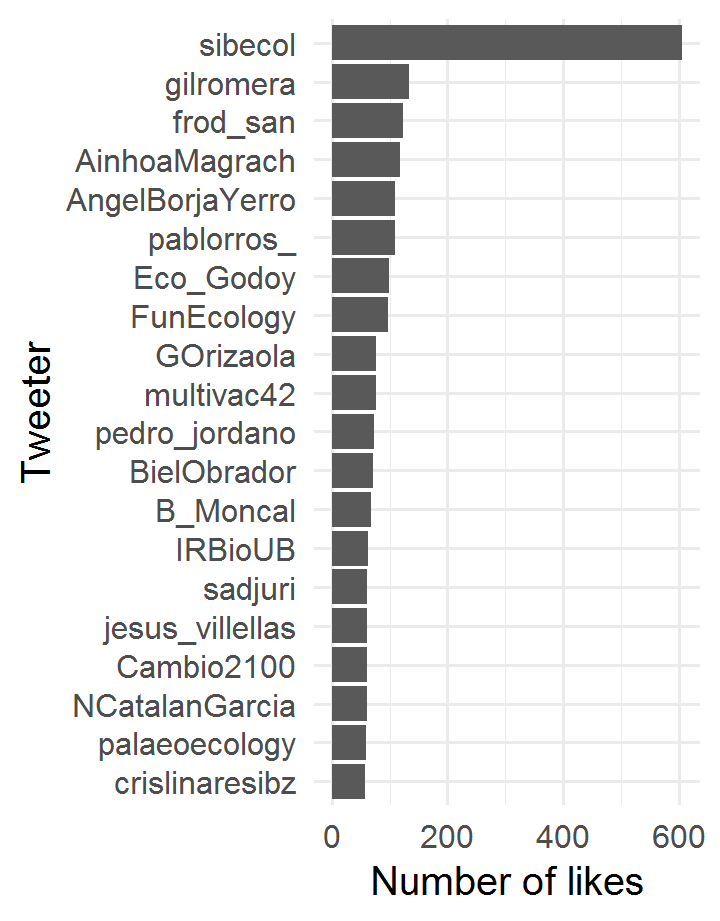 sibecol
gilromera
frod_san
AinhoaMagrach
AngelBorjaYerro
pablorros_
Eco_Godoy
FunEcology
GOrizaola
multivac42
pedro_jordano
BielObrador
B_Moncal
IRBioUB
sadjuri
jesus_villellas
Cambio2100
NCatalanGarcia
palaeoecology
crislinaresibz
Tweeter
0 200 400 600
Number of likes